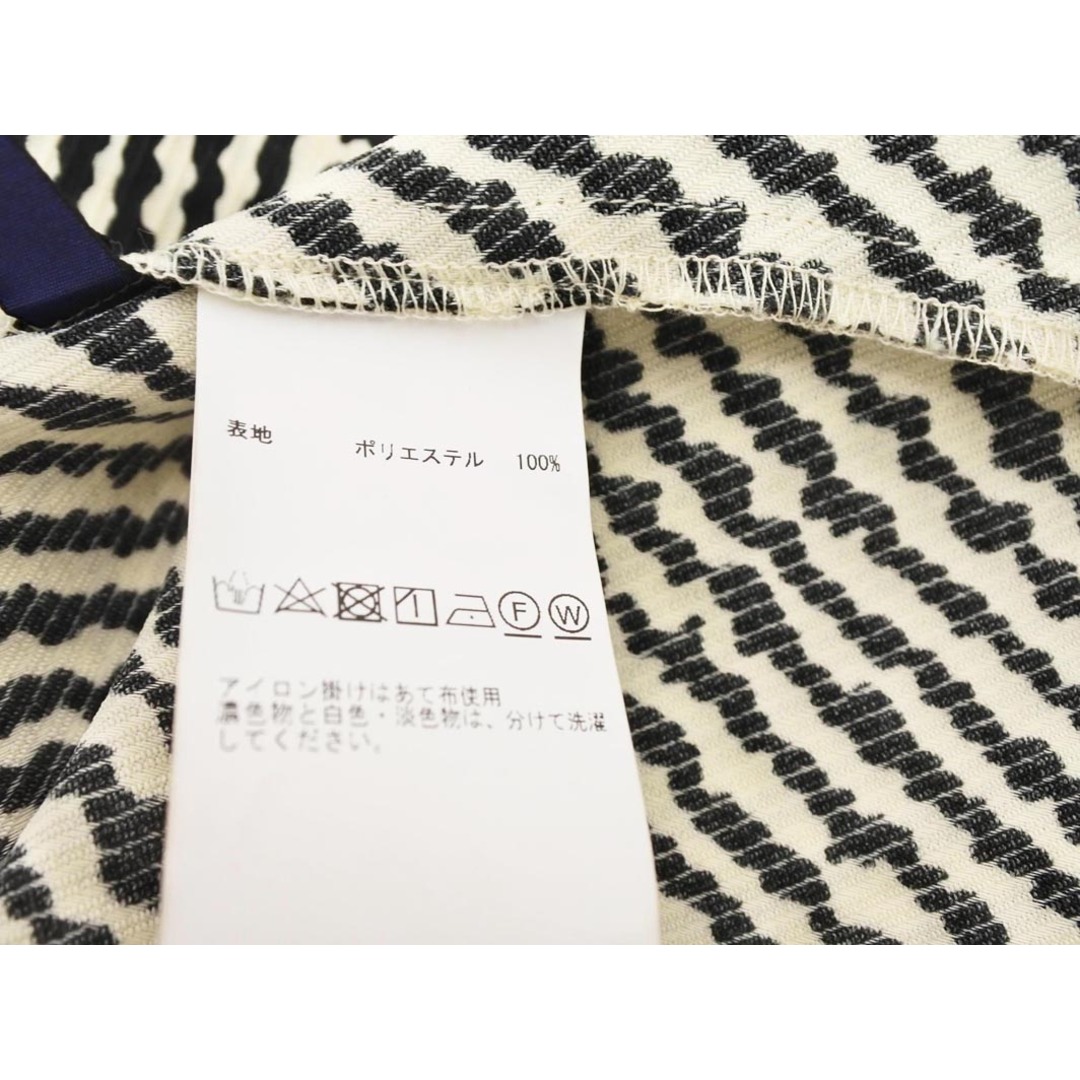 表地 ポリエステル 100%
F W
アイロン掛けはあて布使用
濃色物と白色・淡色物は、分けて洗濯
してください。